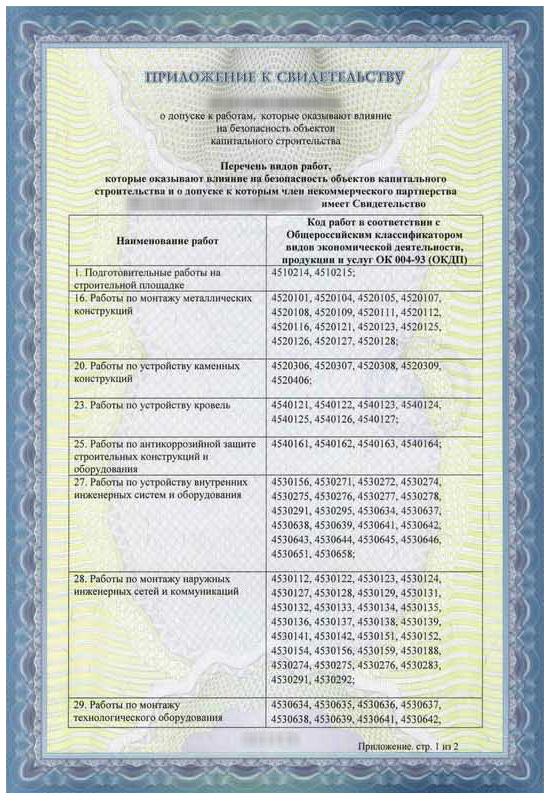 ПРИЛОЖЕНИЕ К СВИДЕТЕЛЬСТВУ
о допуске к работам, которые оказывают влияние
на безопасность объектов
капитального строительства
Перечень видов работ,
которые оказывают влияние на безопасность объектов капитального
строительства и о допуске к которым член некоммерческого партнерства
имеет Свидетельство
Наименование работ
Код работ в соответствии с
Общероссийским классификатором
видов экономической деятельности,
продукции и услуг ОК 004-93 (ОКДП)
1. Подготовительные работы на
строительной площадке
4510214, 4510215;
16. Работы по монтажу металлических
конструкций
4520101, 4520104, 4520105, 4520107,
4520108, 4520109, 4520111, 4520112,
4520116, 4520121, 4520123, 4520125,
4520126, 4520127, 4520128;
20. Работы по устройству каменных
конструкций
4520306, 4520307, 4520308, 4520309,
4520406;
23. Работы по устройству кровель
4540121, 4540122, 4540123, 4540124,
4540125, 4540126, 4540127;
25. Работы по антикоррозийной защите
строительных конструкций и
оборудования
4540161, 4540162, 4540163, 4540164;
27. Работы по устройству внутренних
инженерных систем и оборудования
4530156, 4530271, 4530272, 4530274,
4530275, 4530276, 4530277, 4530278,
4530291, 4530295, 4530634, 4530637,
4530638, 4530639, 4530641, 4530642,
4530643, 4530644, 4530645, 4530646,
4530651, 4530658;
28. Работы по монтажу наружных
инженерных сетей и коммуникаций
4530112, 4530122, 4530123, 4530124,
4530127, 4530128, 4530129, 4530131,
4530132, 4530133, 4530134, 4530135,
4530136, 4530137, 4530138, 4530139,
4530141, 4530142, 4530151, 4530152,
4530154, 4530156, 4530159, 4530188,
4530274, 4530275, 4530276, 4530283,
4530291, 4530292;
29. Работы по монтажу
технологического оборудования
4530634, 4530635, 4530636, 4530637,
4530638, 4530639, 4530641, 4530642,
Приложение. стр. 1 из 2